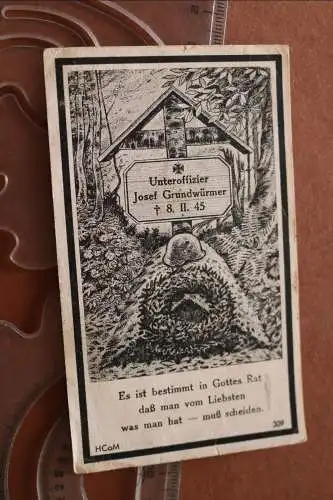 Unteroffizier
Josef Grundwürmer
† 8. II. 45
Es ist bestimmt in Gottes Rat
daß man vom Liebsten
was man hat — muß scheiden.
HCoM
309